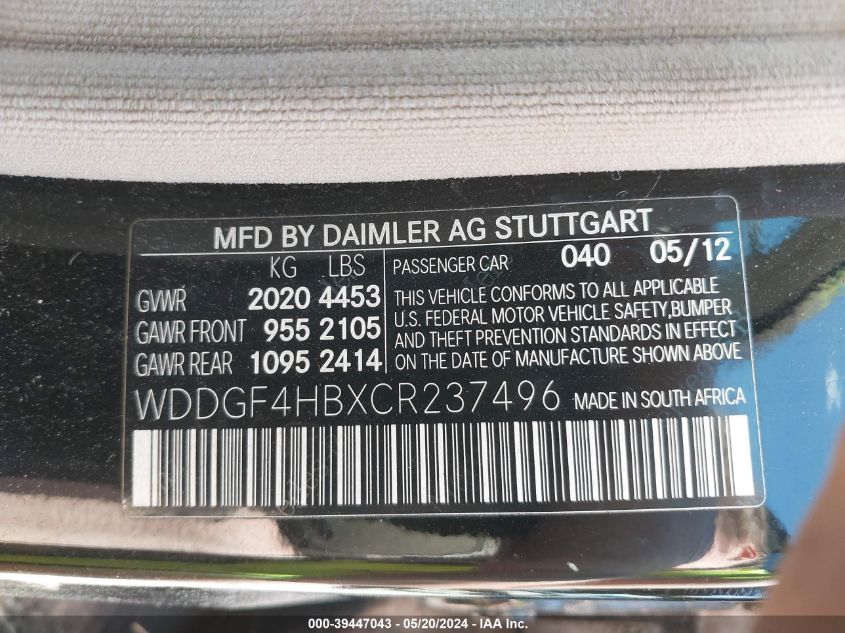 MFD BY DAIMLER AG STUTTGART
KG LBS
GVWR 2020 4453
GAWR FRONT 955 2105
GAWR REAR 1095 2414
PASSENGER CAR 040 05/12
THIS VEHICLE CONFORMS TO ALL APPLICABLE
U.S. FEDERAL MOTOR VEHICLE SAFETY,BUMPER
AND THEFT PREVENTION STANDARDS IN EFFECT
ON THE DATE OF MANUFACTURE SHOWN ABOVE
WDDGF4HBXCR237496 MADE IN SOUTH AFRICA
000-39447043 - 05/20/2024 - IAA Inc.